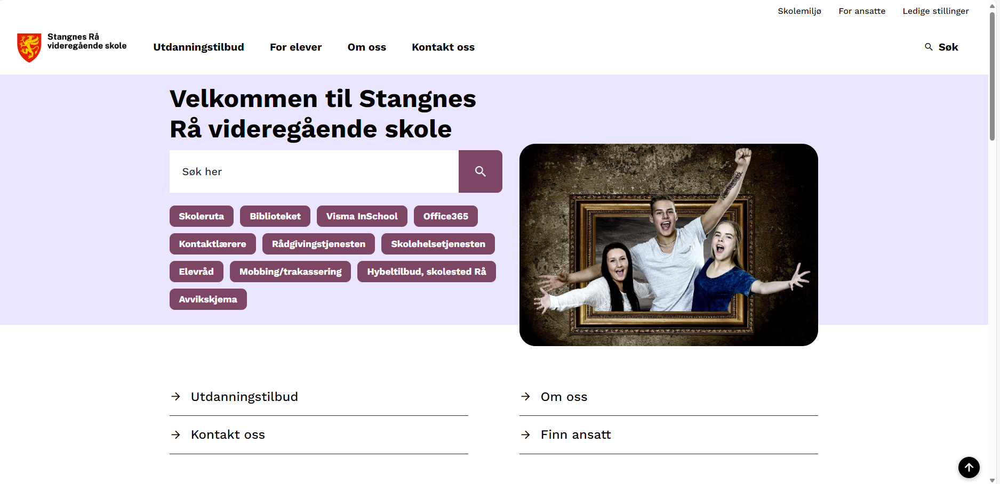 Skolemiljø For ansatte Ledige stillinger
Stangnes Rå
videregående skole
Utdanningstilbud For elever Om oss Kontakt oss Søk
Velkommen til Stangnes
Rå videregående skole
Søk her
Skoleruta Biblioteket Visma InSchool Office365
Kontaktlærere Rådgivingstjenesten Skolehelsetjenesten
Elevråd Mobbing/trakassering Hybeltilbud, skolested Rå
Avvikskjema
Utdanningstilbud Om oss
Kontakt oss Finn ansatt